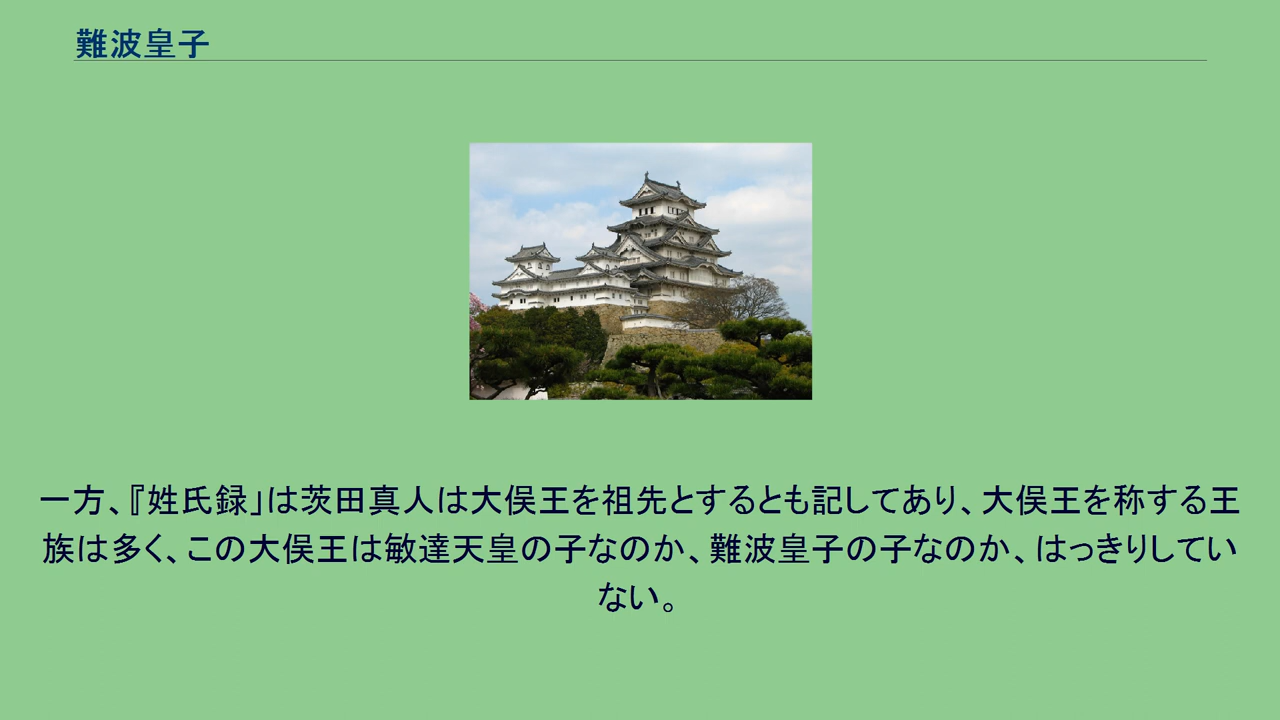 難波皇子
一方、『姓氏録」は茨田真人は大俣王を祖先とするとも記してあり、大俣王を称する王
族は多く、この大俣王は敏達天皇の子なのか、難波皇子の子なのか、はっきりしてい
ない。